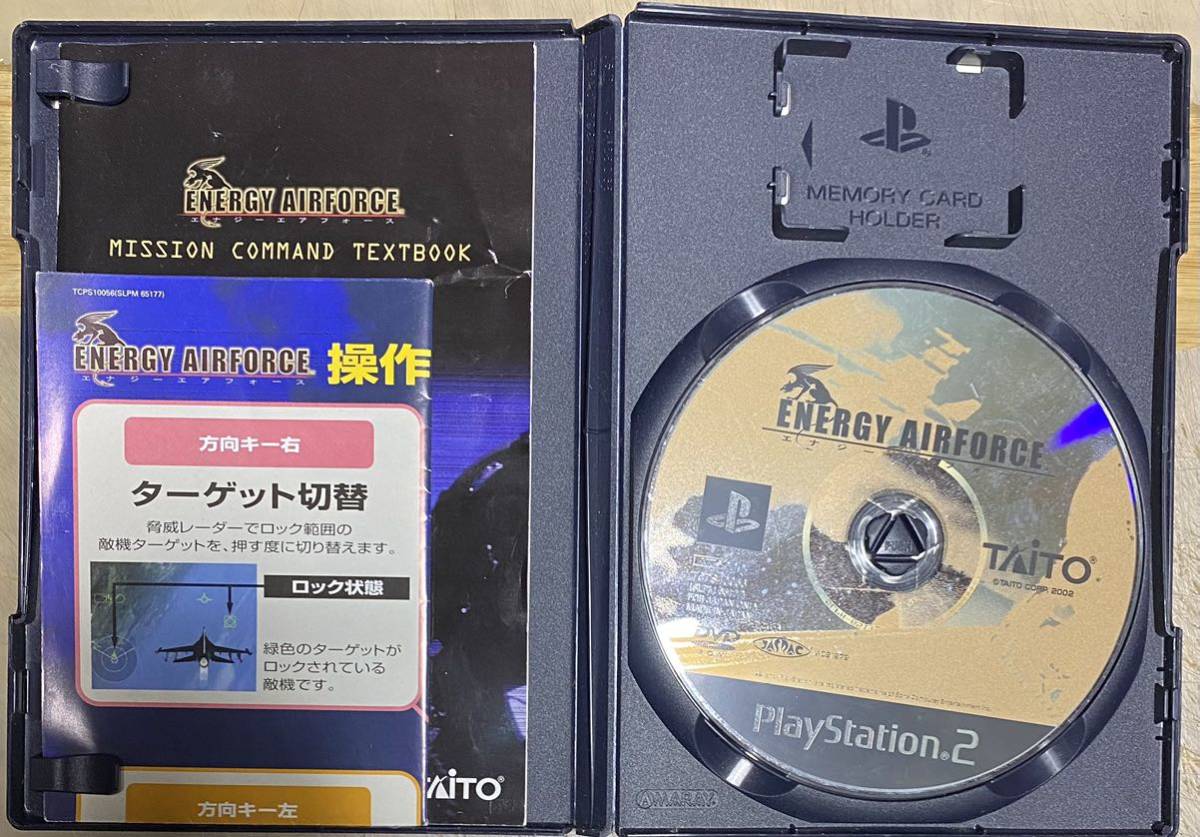 ENERGY AIRFORCE
エナジーエアフォース
MISSION COMMAND TEXTBOOK
TCPS10056(SLPM 65177)
ENERGY AIRFORCE™
エナジーエアフォース
操作
方向キー右
ターゲット切替
脅威レーダーでロック範囲の
敵機ターゲットを、押す度に切り替えます。
ロック状態
緑色のターゲットが
ロックされている
敵機です。
方向キー左
TAITO®
MEMORY CARD
HOLDER
ENERGY AIRFORCE
TAITO®
©TAITO CORP. 2002
DVD
PlayStation®2
AMARAY